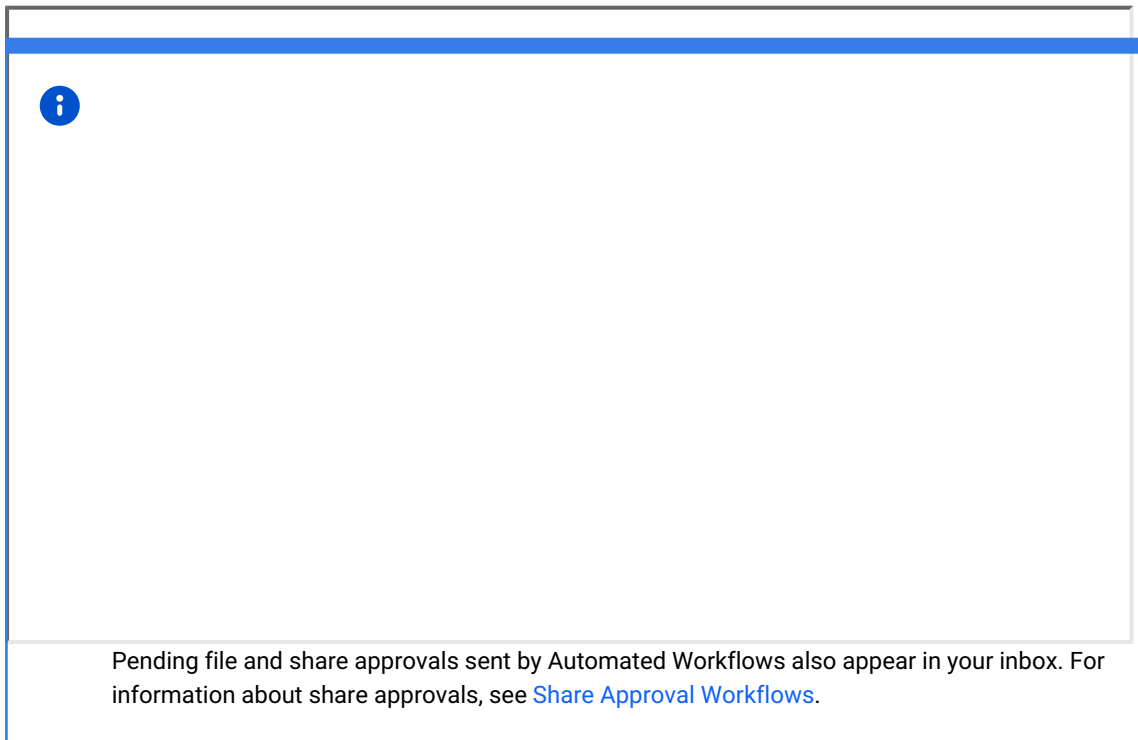 Pending file and share approvals sent by Automated Workflows also appear in your inbox. For
information about share approvals, see Share Approval Workflows.